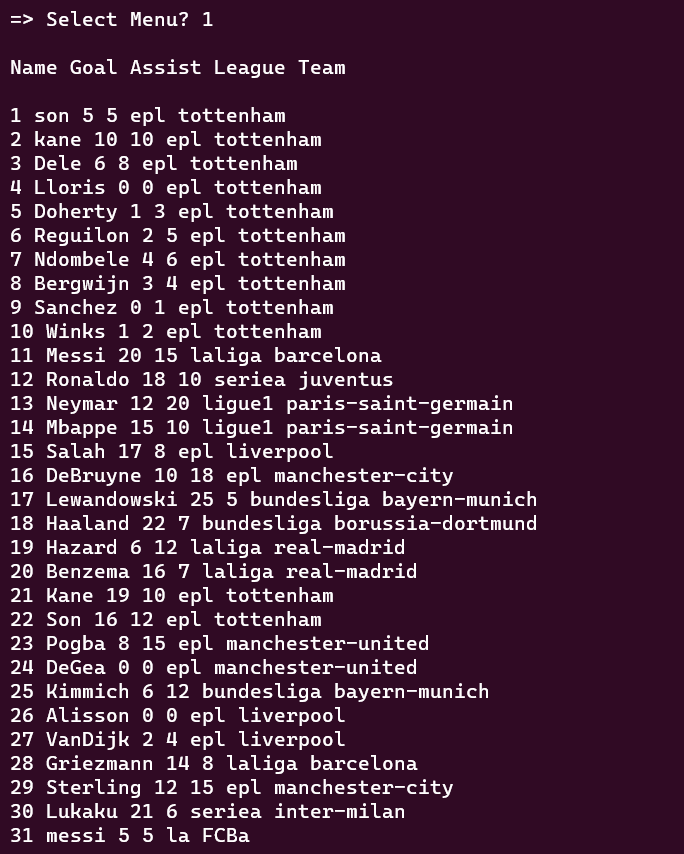 => Select Menu? 1
Name Goal Assist League Team
1 son 5 5 epl tottenham
2 kane 10 10 epl tottenham
3 Dele 6 8 epl tottenham
4 Lloris 0 0 epl tottenham
5 Doherty 1 3 epl tottenham
6 Reguilon 2 5 epl tottenham
7 Ndombele 4 6 epl tottenham
8 Bergwijn 3 4 epl tottenham
9 Sanchez 0 1 epl tottenham
10 Winks 1 2 epl tottenham
11 Messi 20 15 laliga barcelona
12 Ronaldo 18 10 seriea juventus
13 Neymar 12 20 ligue1 paris-saint-germain
14 Mbappe 15 10 ligue1 paris-saint-germain
15 Salah 17 8 epl liverpool
16 DeBruyne 10 18 epl manchester-city
17 Lewandowski 25 5 bundesliga bayern-munich
18 Haaland 22 7 bundesliga borussia-dortmund
19 Hazard 6 12 laliga real-madrid
20 Benzema 16 7 laliga real-madrid
21 Kane 19 10 epl tottenham
22 Son 16 12 epl tottenham
23 Pogba 8 15 epl manchester-united
24 DeGea 0 0 epl manchester-united
25 Kimmich 6 12 bundesliga bayern-munich
26 Alisson 0 0 epl liverpool
27 VanDijk 2 4 epl liverpool
28 Griezmann 14 8 laliga barcelona
29 Sterling 12 15 epl manchester-city
30 Lukaku 21 6 seriea inter-milan
31 messi 5 5 la FCBa